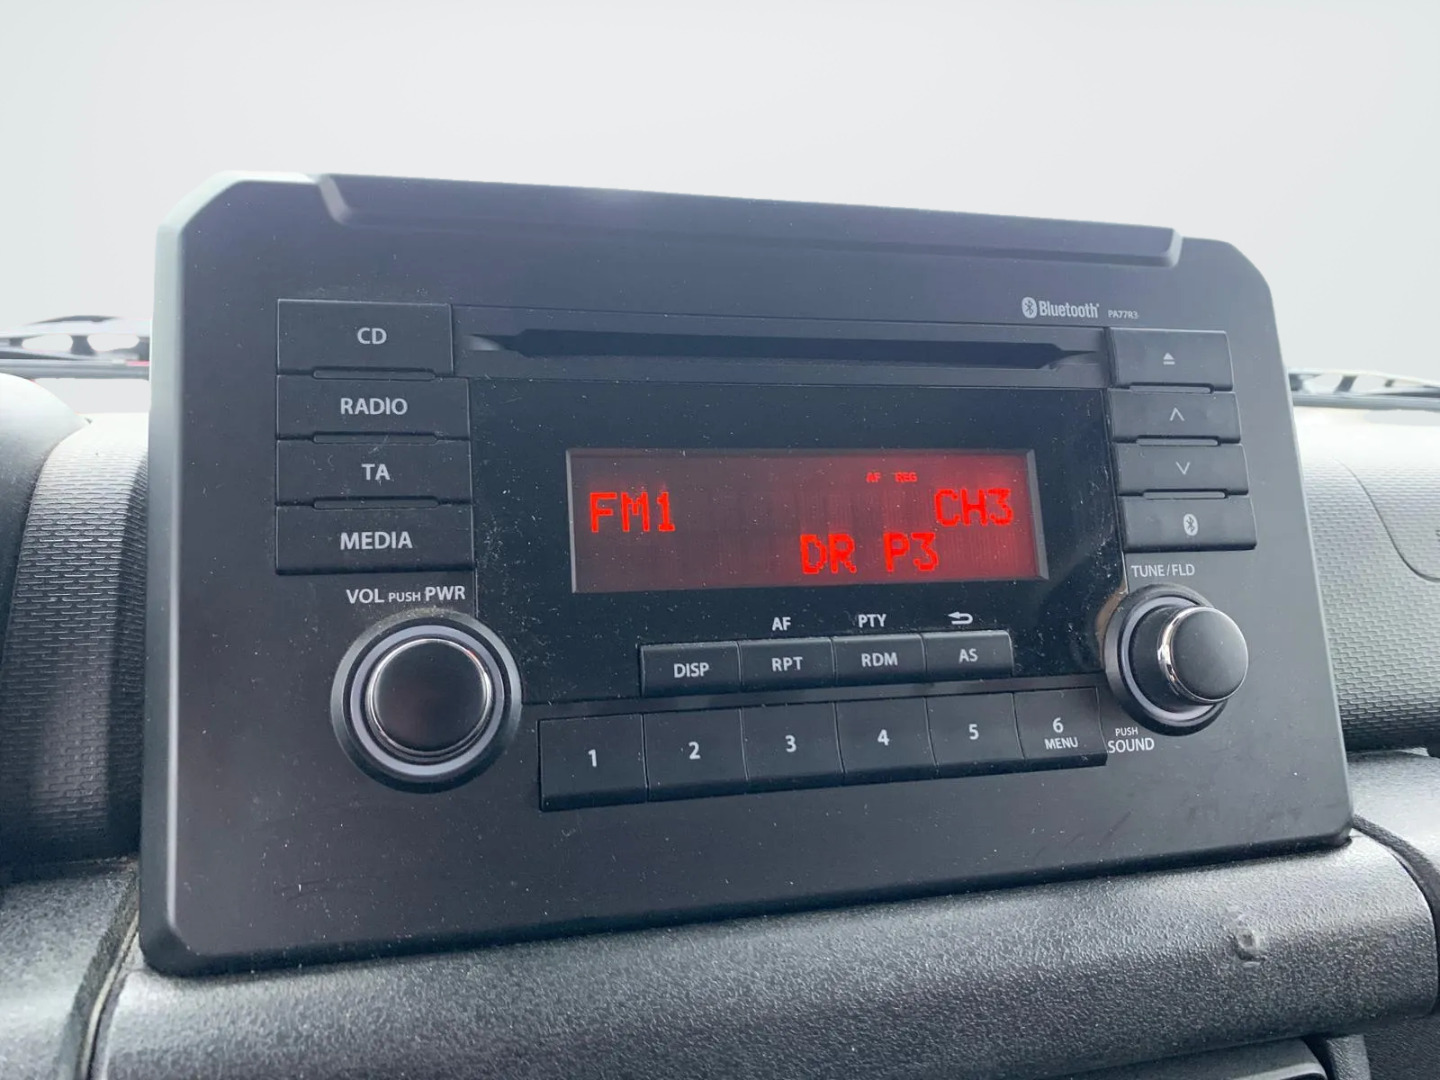 Bluetooth PA77R3
CD
RADIO
TA
MEDIA
VOL PUSH PWR
AF REG
FM1 CH3
DR P3
TUNE/FLD
AF PTY
DISP RPT RDM AS
1 2 3 4 5 6
MENU
PUSH
SOUND